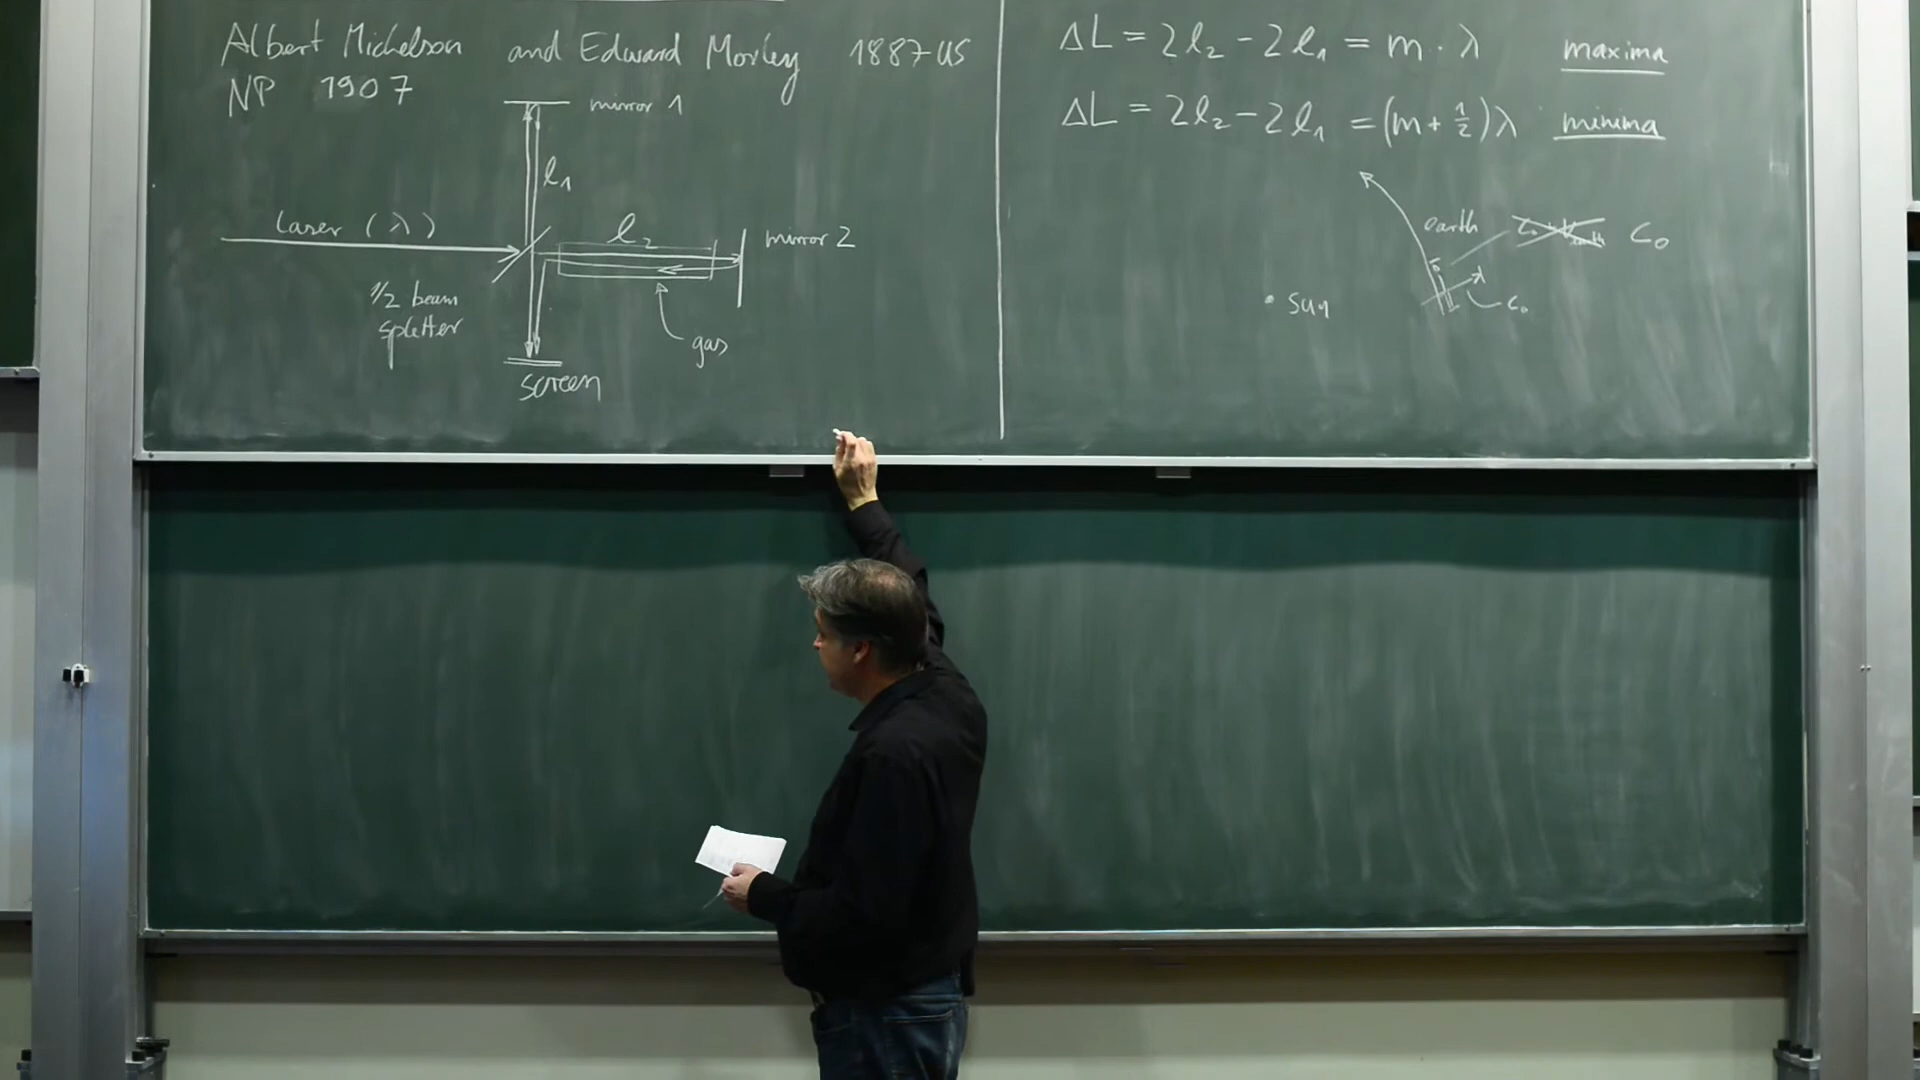 Albert Michelson and Edward Morley 1887 US
NP 1907
mirror 1
l₁
laser (λ)
l₂
mirror 2
1/2 beam
splitter
gas
screen
ΔL = 2l₂ - 2l₁ = m · λ maxima
ΔL = 2l₂ - 2l₁ = (m + 1/2)λ minima
earth
c₀
sun
c₀